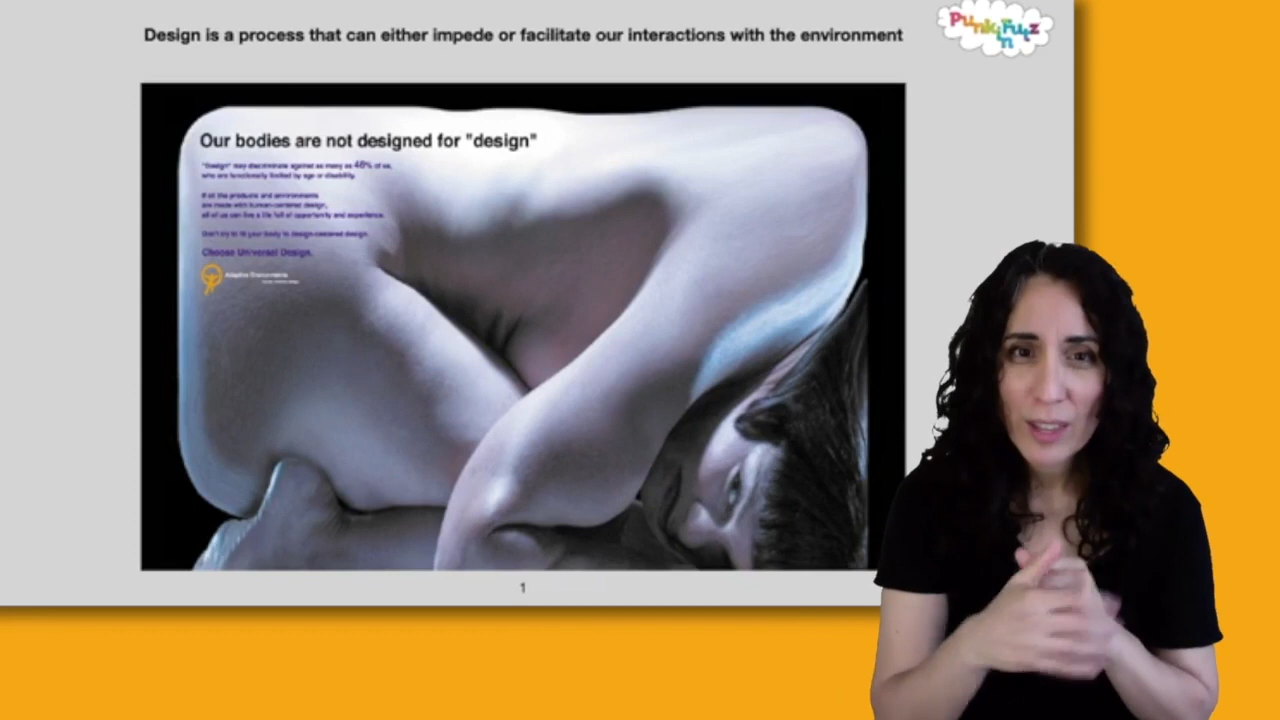 Design is a process that can either impede or facilitate our interactions with the environment
Punk in Futz
Our bodies are not designed for "design"
"Design" may discriminate against as many as 48% of us,
who are functionally limited by age or disability.
If all the products and environments
are made with human-centered design,
all of us can live a life full of opportunity and experience.
Don't try to fit your body to design-centered design.
Choose Universal Design.
Adaptive Environments
1